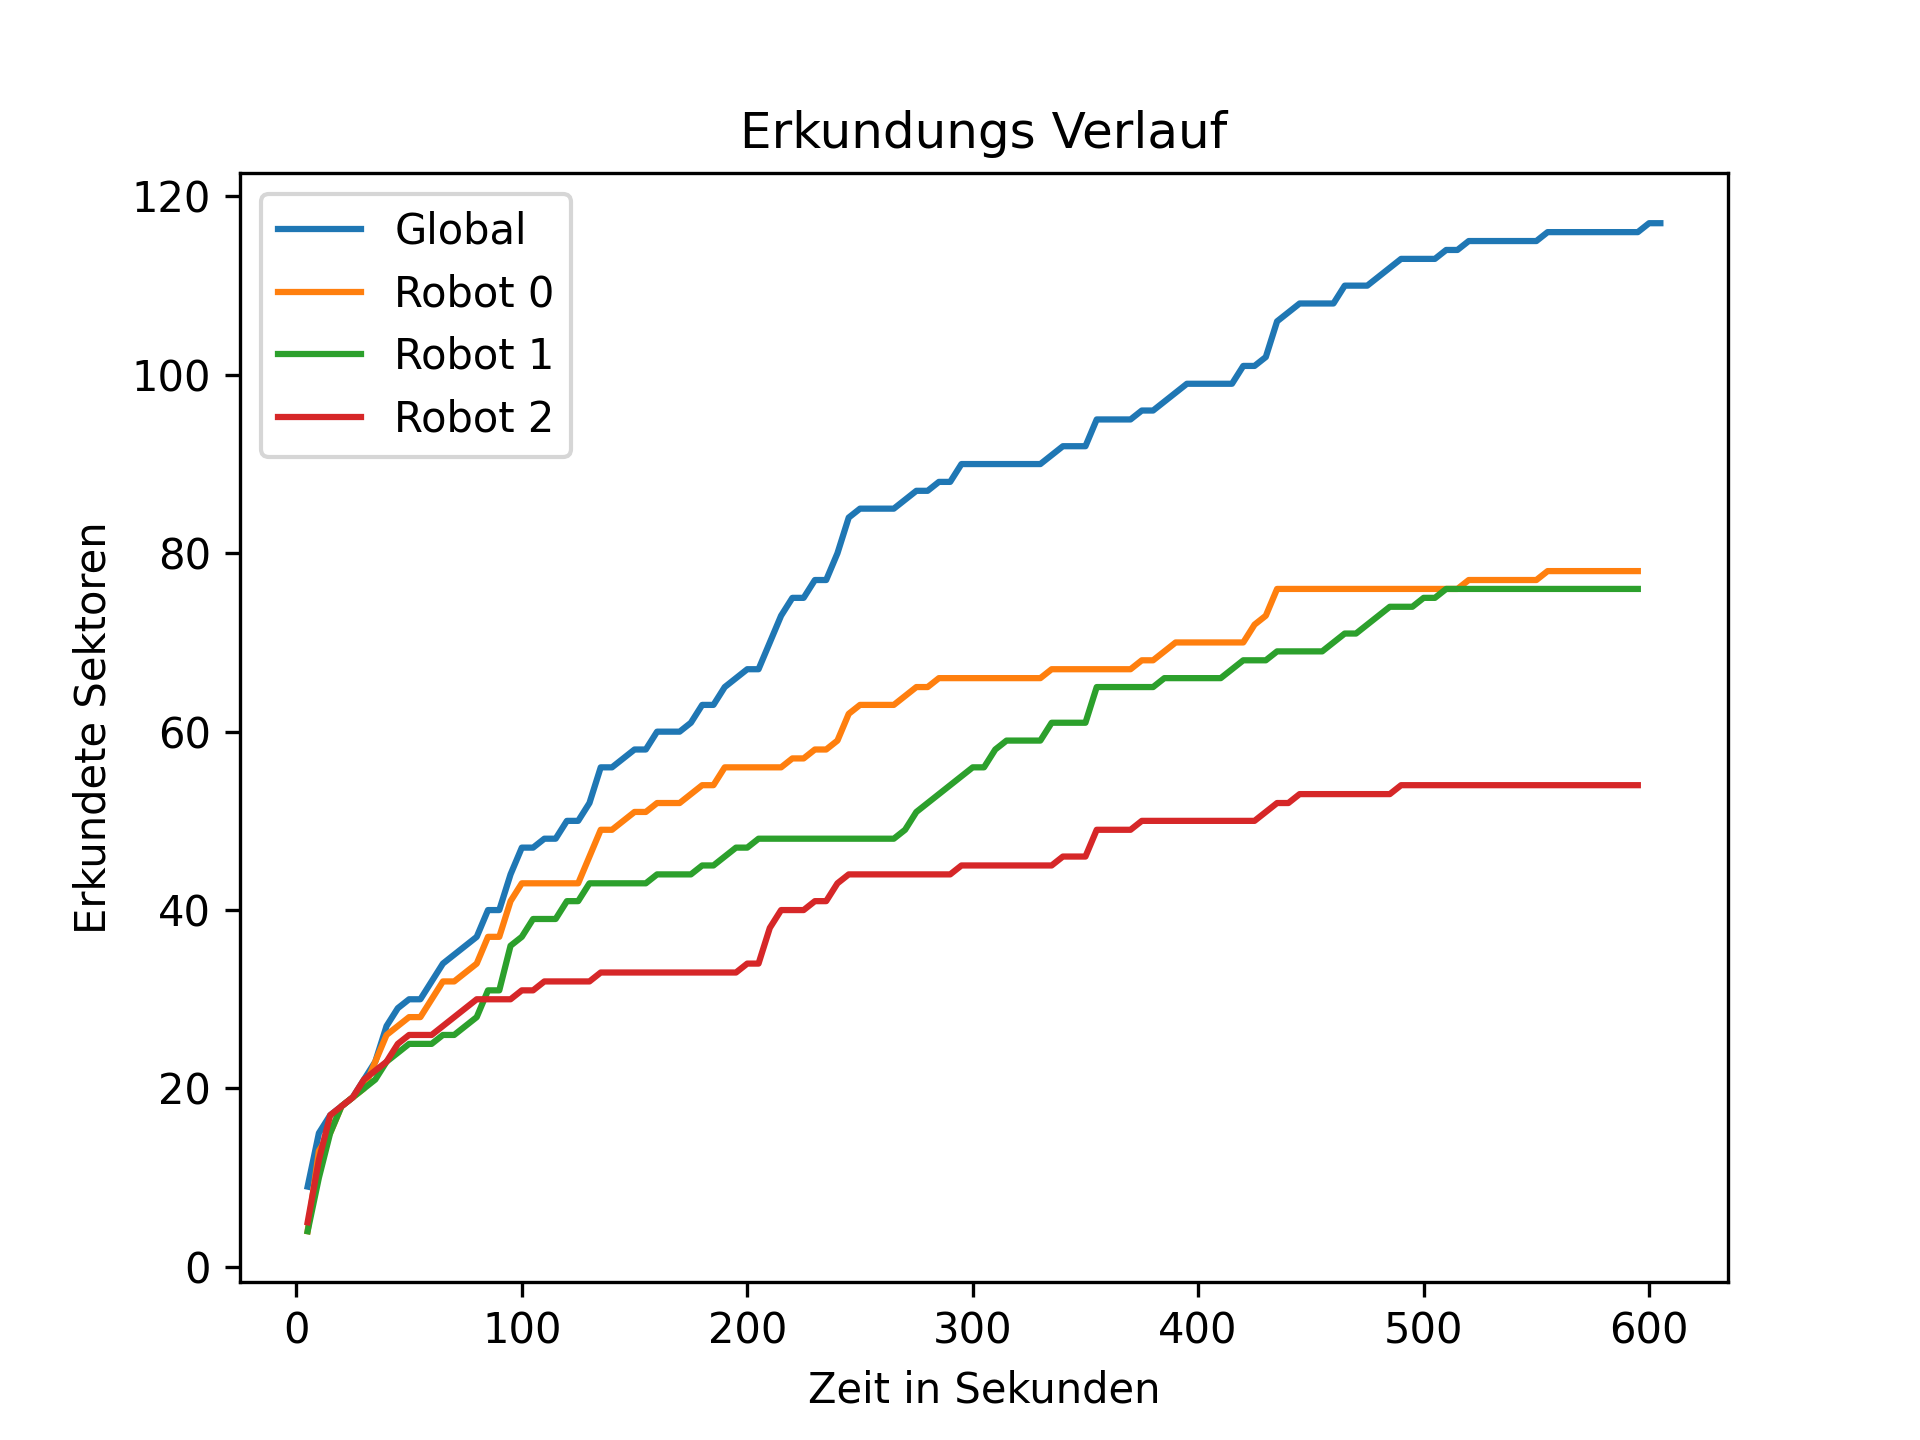 Erkundungs Verlauf
Global
Robot 0
Robot 1
Robot 2
120
100
80
60
40
20
0
Erkundete Sektoren
0 100 200 300 400 500 600
Zeit in Sekunden